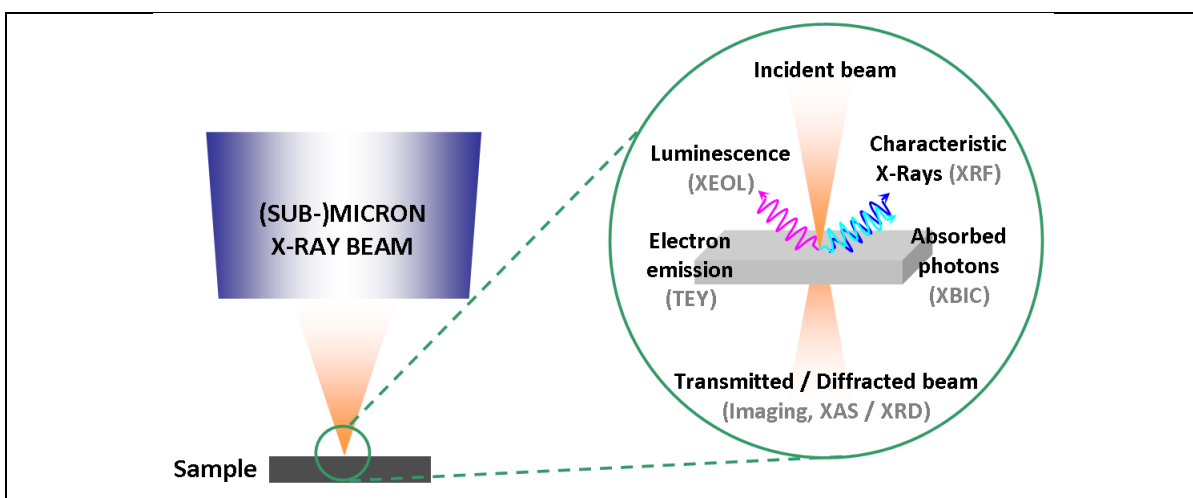 (SUB-)MICRON
X-RAY BEAM
Sample
Incident beam
Luminescence
(XEOL)
Characteristic
X-Rays (XRF)
Electron
emission
(TEY)
Absorbed
photons
(XBIC)
Transmitted / Diffracted beam
(Imaging, XAS / XRD)